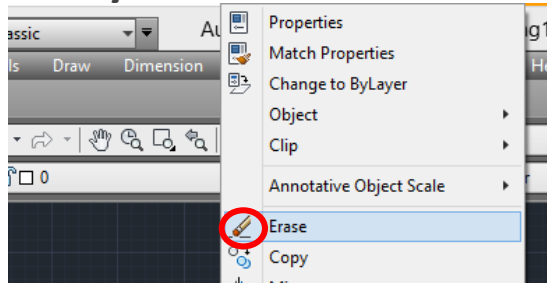 assic
Au
ng1
ls Draw Dimension
He
0
Properties
Match Properties
Change to ByLayer
Object
Clip
Annotative Object Scale
Erase
Copy